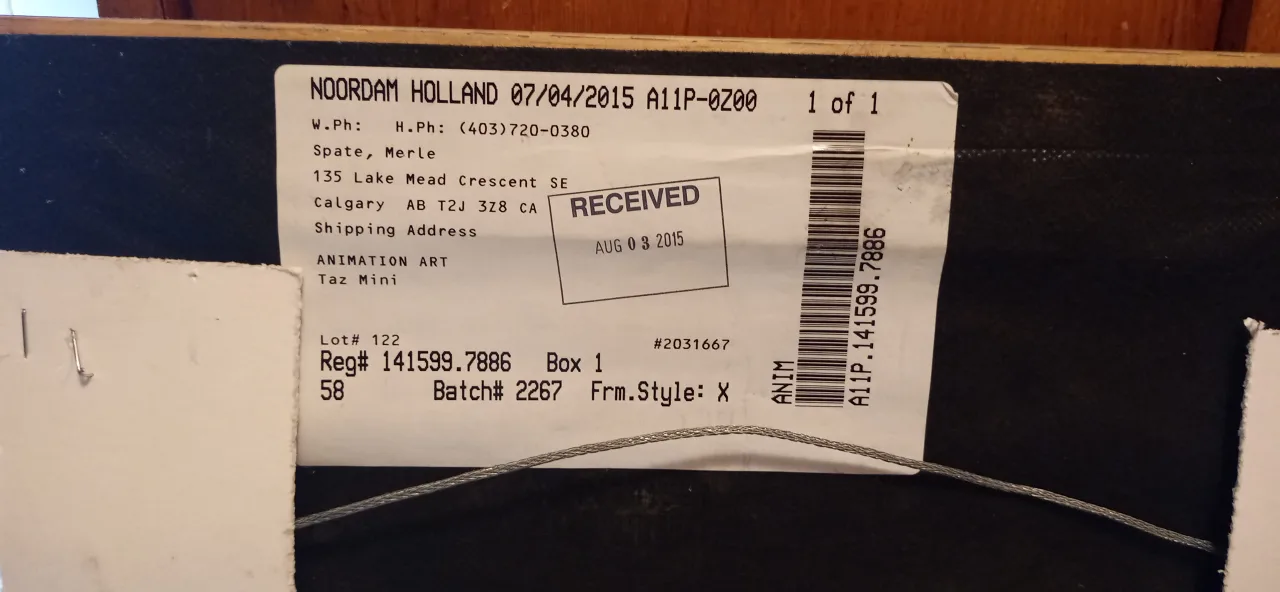 NOORDAM HOLLAND 07/04/2015 A11P-0Z00 1 of 1
W.Ph: H.Ph: (403)720-0380
Spate, Merle
135 Lake Mead Crescent SE
Calgary AB T2J 3Z8 CA
Shipping Address
RECEIVED
AUG 03 2015
ANIMATION ART
Taz Mini
Lot# 122 #2031667
Reg# 141599.7886 Box 1
58 Batch# 2267 Frm.Style: X
ANIM
A11P.141599.7886